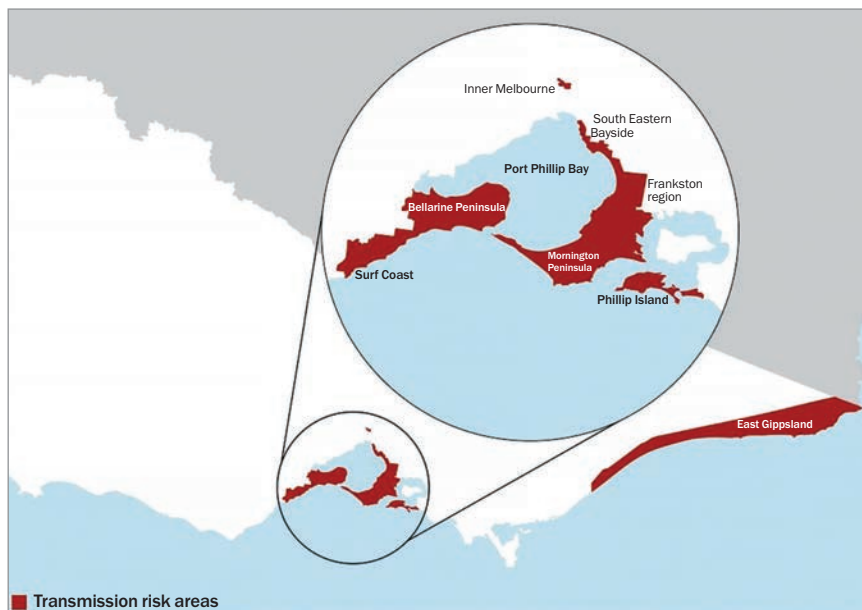 Inner Melbourne
South Eastern
Bayside
Port Phillip Bay
Frankston
region
Bellarine Peninsula
Mornington
Peninsula
Surf Coast
Phillip Island
East Gippsland
Transmission risk areas